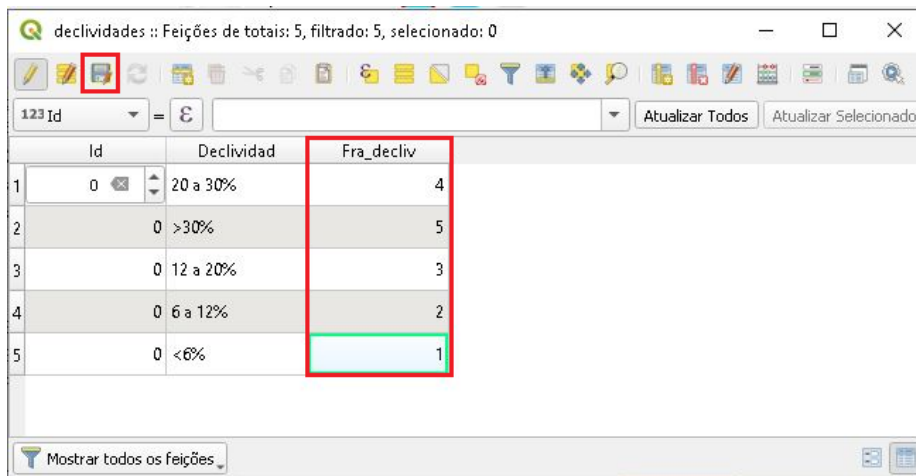 declividades :: Feições de totais: 5, filtrado: 5, selecionado: 0
123 Id = ε Atualizar Todos Atualizar Selecionado
Id Declividad Fra_decliv
1 0 20 a 30% 4
2 0 >30% 5
3 0 12 a 20% 3
4 0 6 a 12% 2
5 0 <6% 1
Mostrar todos os feições